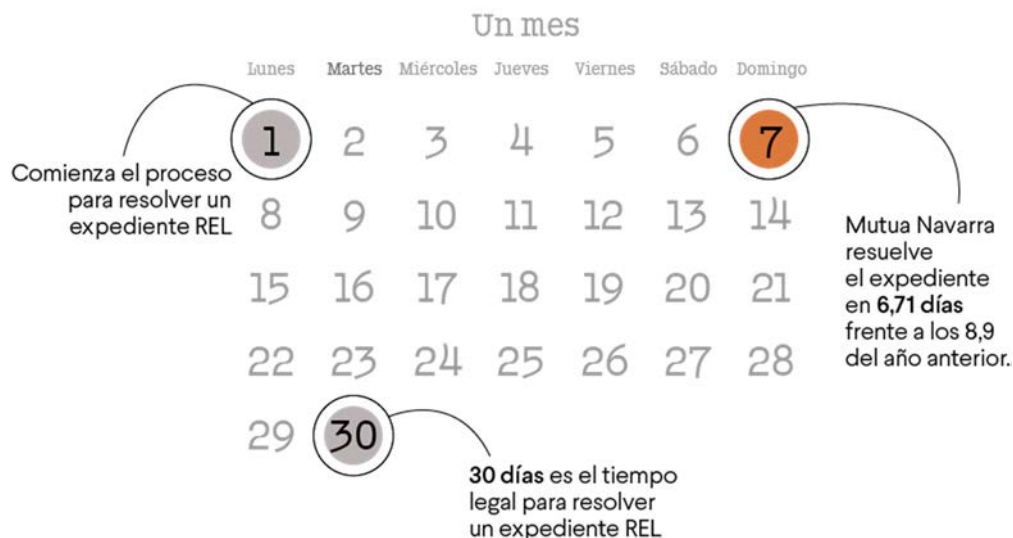 Un mes
Lunes Martes Miércoles Jueves Viernes Sábado Domingo
1 2 3 4 5 6 7
Comienza el proceso
para resolver un
expediente REL
8 9 10 11 12 13 14
Mutua Navarra
resuelve
el expediente
en 6,71 días
frente a los 8,9
del año anterior..
15 16 17 18 19 20 21
22 23 24 25 26 27 28
29 30
30 días es el tiempo
legal para resolver
un expediente REL